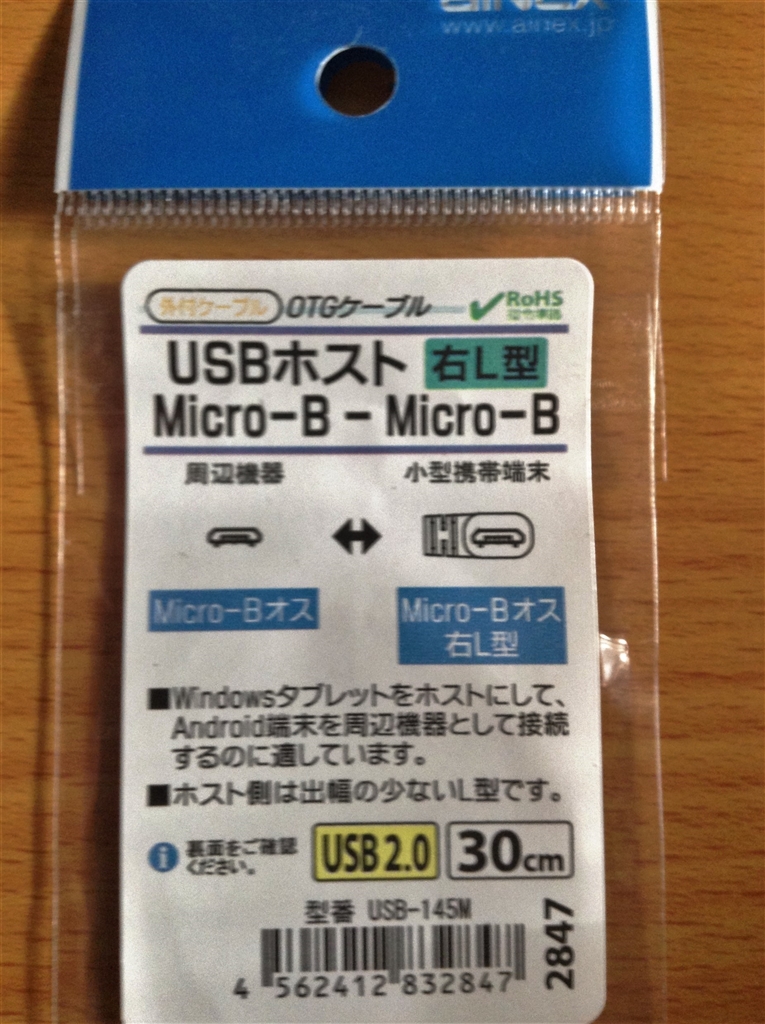 ainex
www.ainex.jp
外付ケーブル OTGケーブル RoHS
指令準拠
USBホスト 右L型
Micro-B - Micro-B
周辺機器 小型携帯端末
Micro-Bオス Micro-Bオス
右L型
■Windowsタブレットをホストにして、
Android端末を周辺機器として接続
するのに適しています。
■ホスト側は出幅の少ないL型です。
i 裏面をご確認
ください。
USB2.0 30cm
型番 USB-145M
4 562412 832847
2847